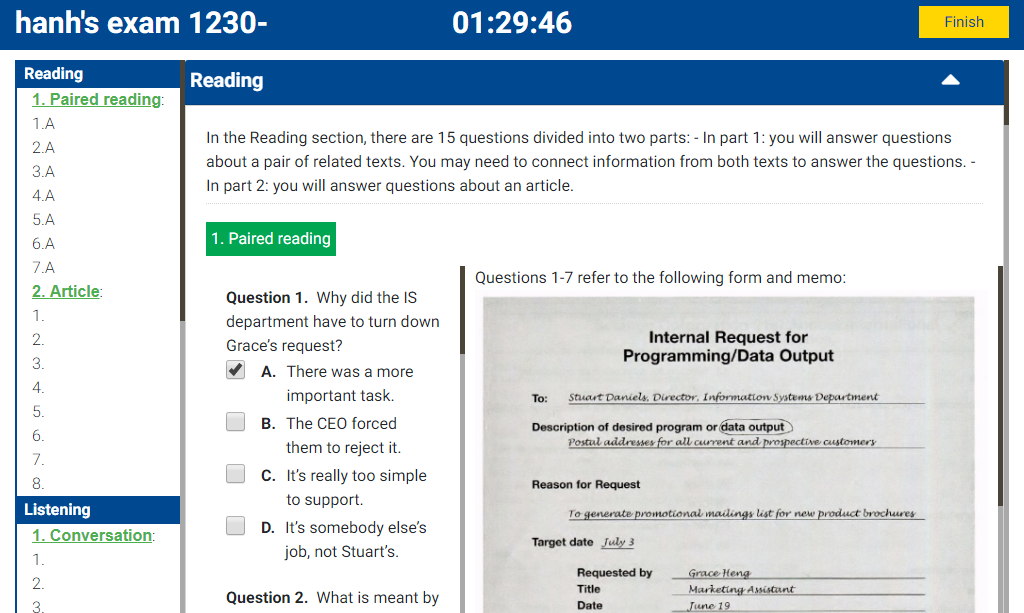 hanh's exam 1230-
01:29:46
Finish
Reading
1. Paired reading:
1.A
2.A
3.A
4.A
5.A
6.A
7.A
2. Article:
1.
2.
3.
4.
5.
6.
7.
8.
Listening
1. Conversation:
1.
2.
3.
Reading
In the Reading section, there are 15 questions divided into two parts: - In part 1: you will answer questions
about a pair of related texts. You may need to connect information from both texts to answer the questions. -
In part 2: you will answer questions about an article.
1. Paired reading
Question 1. Why did the IS
department have to turn down
Grace's request?
A. There was a more
important task.
B. The CEO forced
them to reject it.
C. It's really too simple
to support.
D. It's somebody else's
job, not Stuart's.
Question 2. What is meant by
Questions 1-7 refer to the following form and memo:
Internal Request for
Programming/Data Output
To: Stuart Daniels, Director, Information Systems Department
Description of desired program or data output
Postal addresses for all current and prospective customers
Reason for Request
To generate promotional mailings list for new product brochures
Target date July 3
Requested by Grace Heng
Title Marketing Assistant
Date June 19